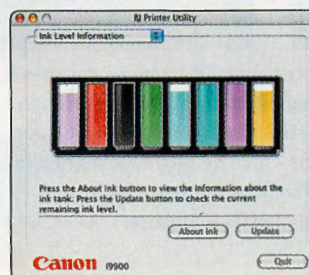 Printer Utility
Ink Level Information
Press the About Ink button to view the information about the
ink tank. Press the Update button to check the current
remaining ink level.
About Ink
Update
Canon i9900
Quit